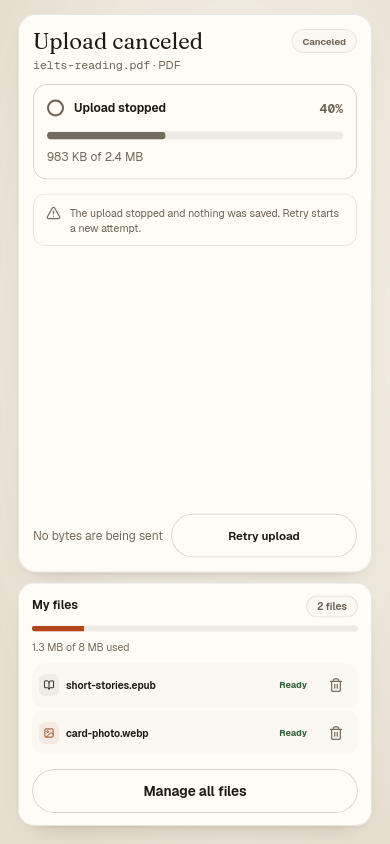 Upload canceled
Canceled
ielts-reading.pdf · PDF
Upload stopped
40%
983 KB of 2.4 MB
The upload stopped and nothing was saved. Retry starts
a new attempt.
No bytes are being sent
Retry upload
My files
2 files
1.3 MB of 8 MB used
short-stories.epub
Ready
card-photo.webp
Ready
Manage all files